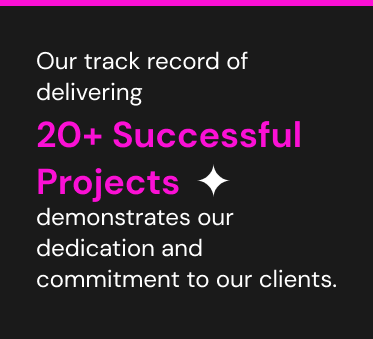 Our track record of
delivering
20+ Successful
Projects
demonstrates our
dedication and
commitment to our clients.